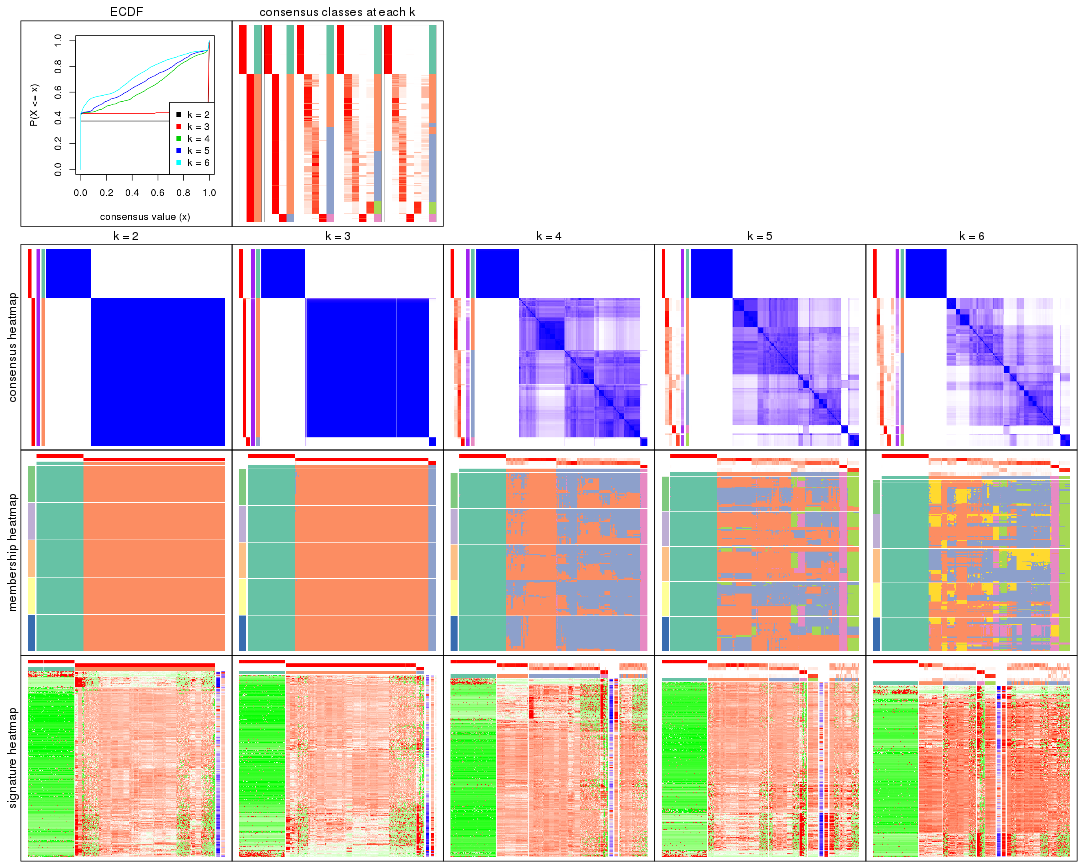 ECDF
consensus classes at each k
P(X <= x)
0.0 0.2 0.4 0.6 0.8 1.0
k = 2
k = 3
k = 4
k = 5
k = 6
0.0 0.2 0.4 0.6 0.8 1.0
consensus value (x)
k = 2 k = 3 k = 4 k = 5 k = 6
consensus heatmap
membership heatmap
signature heatmap